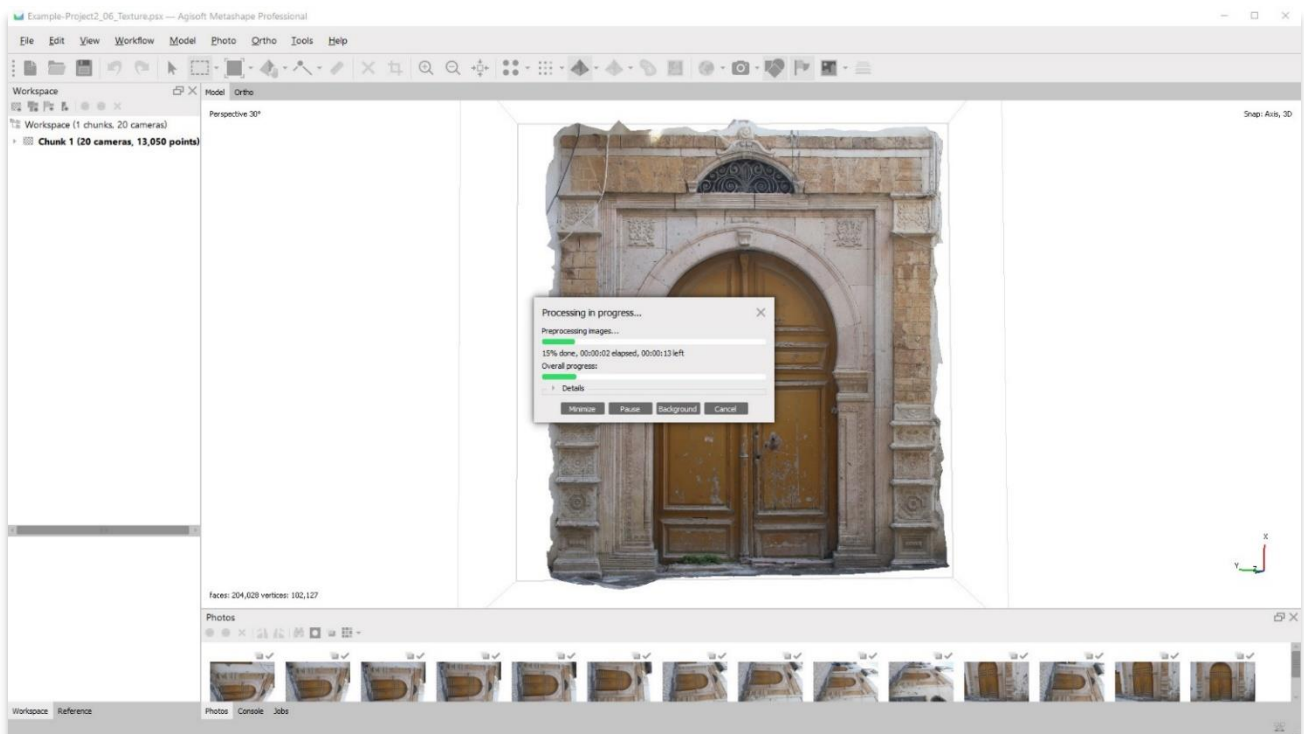 Example-Project2_06_Texture.psx — Agisoft Metashape Professional
File Edit View Workflow Model Photo Ortho Tools Help
Workspace
Model Ortho
Perspective 30°
Snap: Axis, 3D
Workspace (1 chunks, 20 cameras)
Chunk 1 (20 cameras, 13,050 points)
Processing in progress...
Preprocessing images...
15% done, 00:00:02 elapsed, 00:00:13 left
Overall progress:
Details
Minimize Pause Background Cancel
X
Y
Z
faces: 204,028 vertices: 102,127
Photos
Workspace Reference
Photos Console Jobs